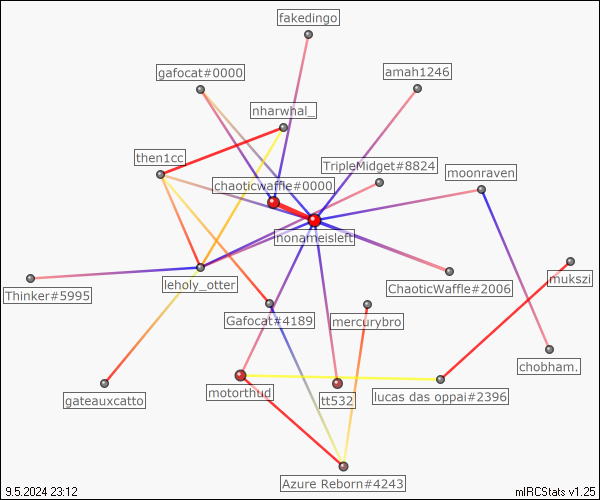 fakedingo
gafocat#0000
amah1246
nharwhal_
then1cc
TripleMidget#8824
moonraven
chaoticwaffle#0000
nonameisleft
Thinker#5995
leholy_otter
ChaoticWaffle#2006
mukszi
Gafocat#4189
mercurybro
chobham.
gateauxcatto
motorthud
tt532
lucas das oppai#2396
Azure Reborn#4243
9.5.2024 23:12
mIRCStats v1.25